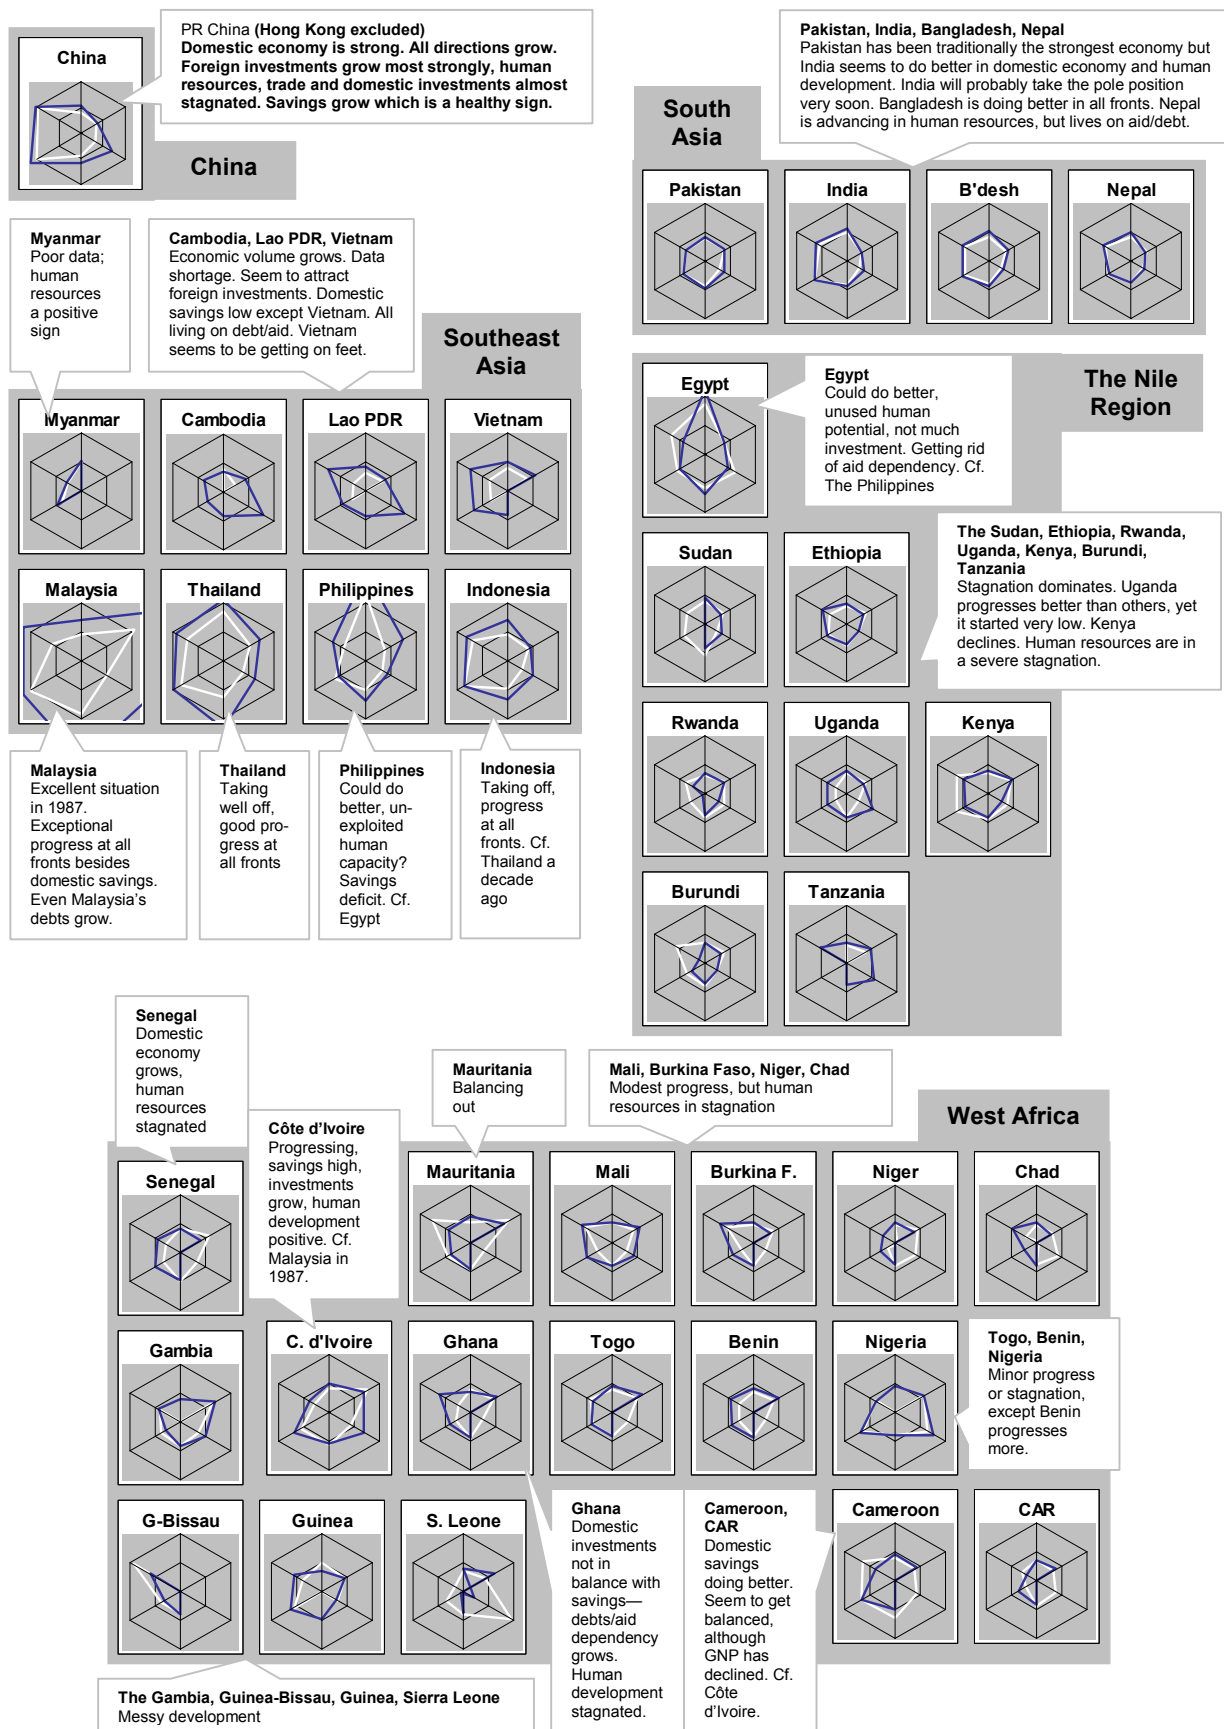 PR China (Hong Kong excluded)
Domestic economy is strong. All directions grow.
Foreign investments grow most strongly, human
resources, trade and domestic investments almost
stagnated. Savings grow which is a healthy sign.
China
China
Pakistan, India, Bangladesh, Nepal
Pakistan has been traditionally the strongest economy but
India seems to do better in domestic economy and human
development. India will probably take the pole position
very soon. Bangladesh is doing better in all fronts. Nepal
is advancing in human resources, but lives on aid/debt.
South
Asia
Pakistan
India
B'desh
Nepal
Myanmar
Poor data;
human
resources
a positive
sign
Cambodia, Lao PDR, Vietnam
Economic volume grows. Data
shortage. Seem to attract
foreign investments. Domestic
savings low except Vietnam. All
living on debt/aid. Vietnam
seems to be getting on feet.
Southeast
Asia
Myanmar
Cambodia
Lao PDR
Vietnam
Malaysia
Thailand
Philippines
Indonesia
Malaysia
Excellent situation
in 1987.
Exceptional
progress at all
fronts besides
domestic savings.
Even Malaysia's
debts grow.
Thailand
Taking
well off,
good pro-
gress at
all fronts
Philippines
Could do
better, un-
exploited
human
capacity?
Savings
deficit. Cf.
Egypt
Indonesia
Taking off,
progress
at all
fronts. Cf.
Thailand a
decade
ago
The Nile
Region
Egypt
Egypt
Could do better,
unused human
potential, not much
investment. Getting rid
of aid dependency. Cf.
The Philippines
Sudan
Ethiopia
The Sudan, Ethiopia, Rwanda,
Uganda, Kenya, Burundi,
Tanzania
Stagnation dominates. Uganda
progresses better than others, yet
it started very low. Kenya
declines. Human resources are in
a severe stagnation.
Rwanda
Uganda
Kenya
Burundi
Tanzania
Senegal
Domestic
economy
grows,
human
resources
stagnated
Côte d'Ivoire
Progressing,
savings high,
investments
grow, human
development
positive. Cf.
Malaysia in
1987.
Mauritania
Balancing
out
Mali, Burkina Faso, Niger, Chad
Modest progress, but human
resources in stagnation
West Africa
Senegal
Mauritania
Mali
Burkina F.
Niger
Chad
Gambia
C. d'Ivoire
Ghana
Togo
Benin
Nigeria
Togo, Benin,
Nigeria
Minor progress
or stagnation,
except Benin
progresses
more.
G-Bissau
Guinea
S. Leone
Ghana
Domestic
investments
not in
balance with
savings—
debts/aid
dependency
grows.
Human
development
stagnated.
Cameroon,
CAR
Domestic
savings
doing better.
Seem to get
balanced,
although
GNP has
declined. Cf.
Côte
d'Ivoire.
Cameroon
CAR
The Gambia, Guinea-Bissau, Guinea, Sierra Leone
Messy development